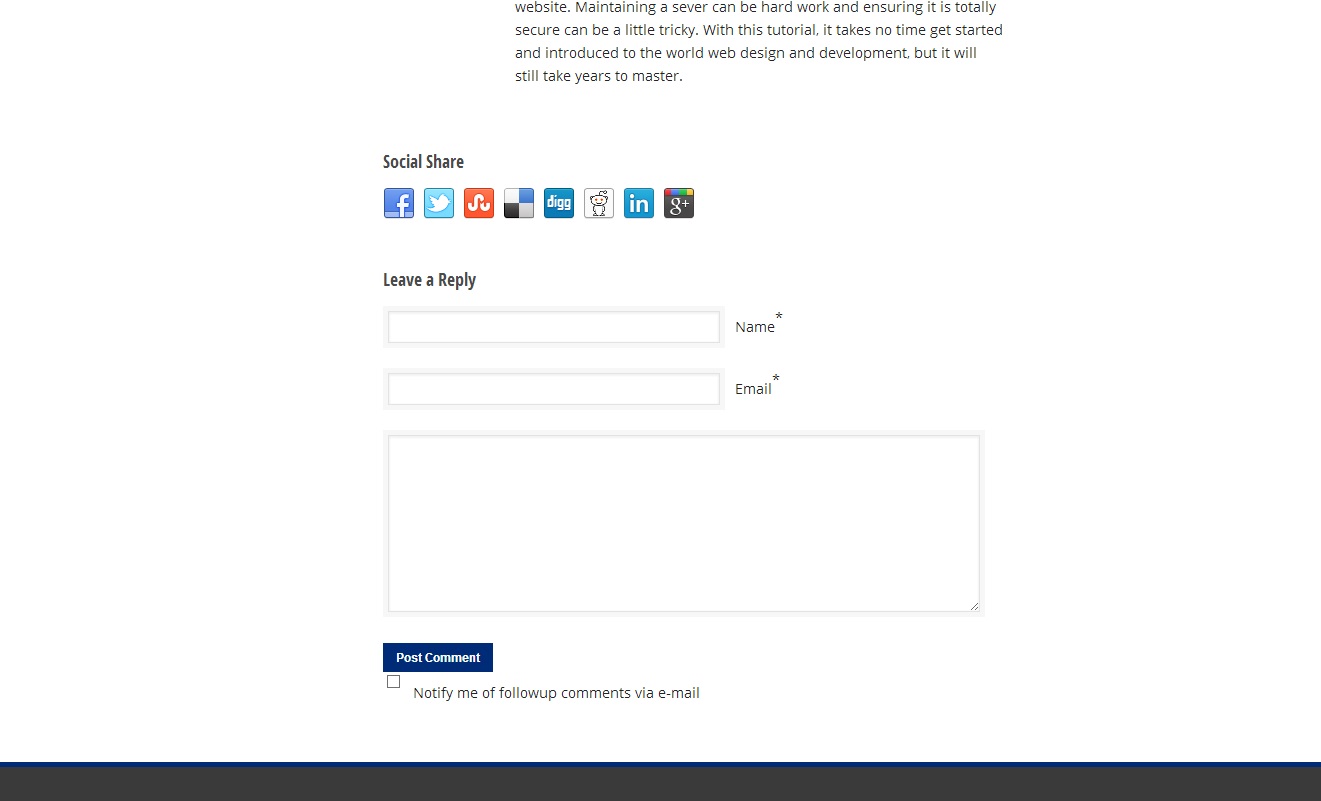 website. Maintaining a sever can be hard work and ensuring it is totally
secure can be a little tricky. With this tutorial, it takes no time get started
and introduced to the world web design and development, but it will
still take years to master.
Social Share
digg in g+
Leave a Reply
Name*
Email*
Post Comment
Notify me of followup comments via e-mail